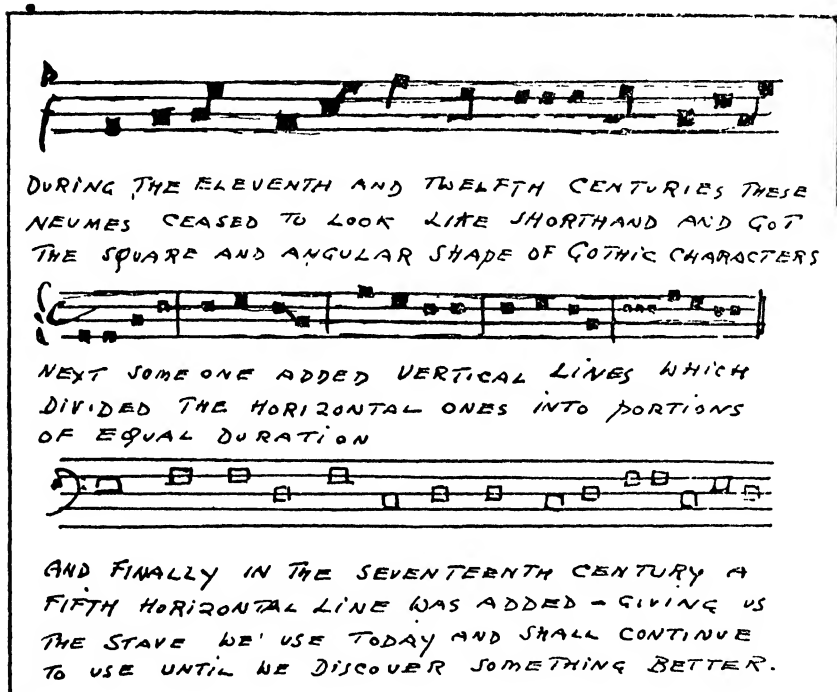 DURING THE ELEVENTH AND TWELFTH CENTURIES THESE
NEUMES CEASED TO LOOK LIKE SHORTHAND AND GOT
THE SQUARE AND ANGULAR SHAPE OF GOTHIC CHARACTERS
NEXT SOME ONE ADDED VERTICAL LINES WHICH
DIVIDED THE HORIZONTAL ONES INTO PORTIONS
OF EQUAL DURATION
AND FINALLY IN THE SEVENTEENTH CENTURY A
FIFTH HORIZONTAL LINE WAS ADDED - GIVING US
THE STAVE WE USE TODAY AND SHALL CONTINUE
TO USE UNTIL WE DISCOVER SOMETHING BETTER.